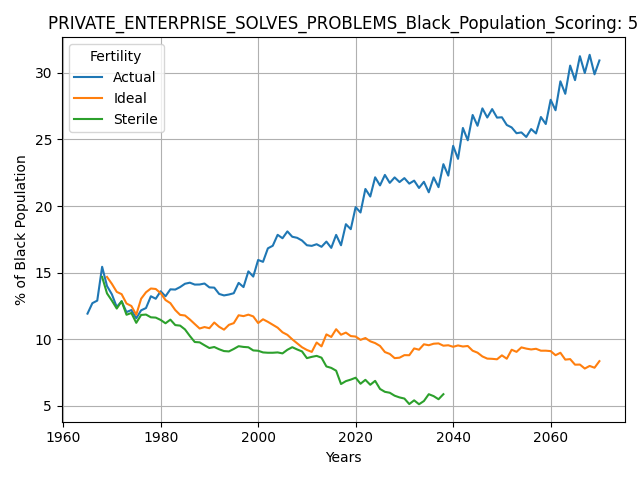 PRIVATE_ENTERPRISE_SOLVES_PROBLEMS_Black_Population_Scoring: 5
Fertility
Actual
Ideal
Sterile
% of Black Population
30
25
20
15
10
5
1960 1980 2000 2020 2040 2060
Years